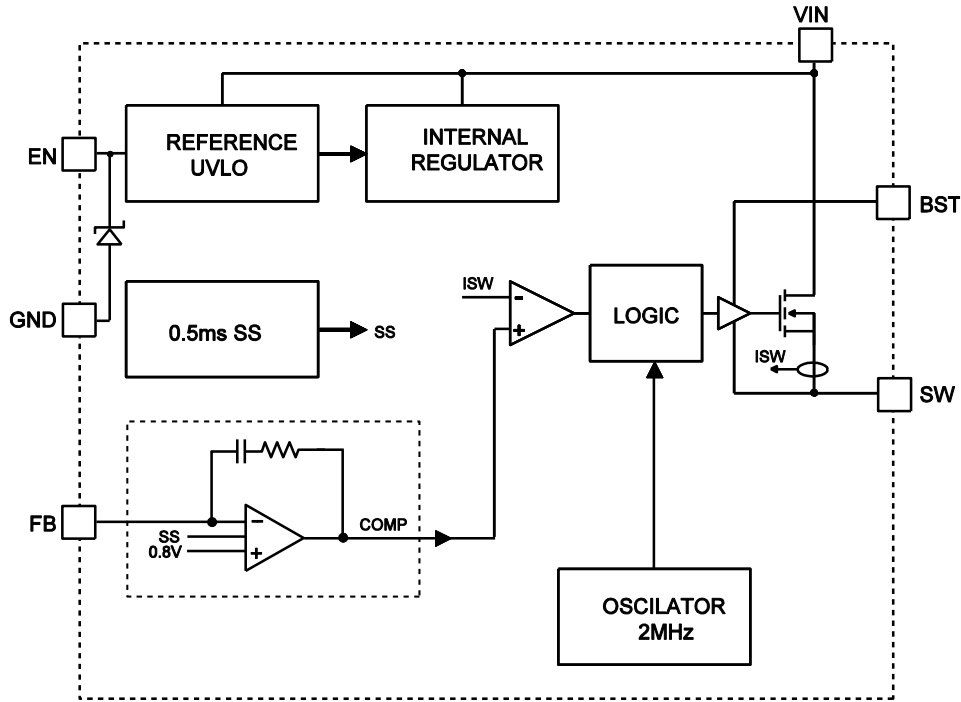 VIN
EN
REFERENCE
UVLO
INTERNAL
REGULATOR
BST
GND
0.5ms SS
SS
ISW
-
+
LOGIC
ISW
SW
FB
SS
0.8V
-
+
COMP
OSCILATOR
2MHz